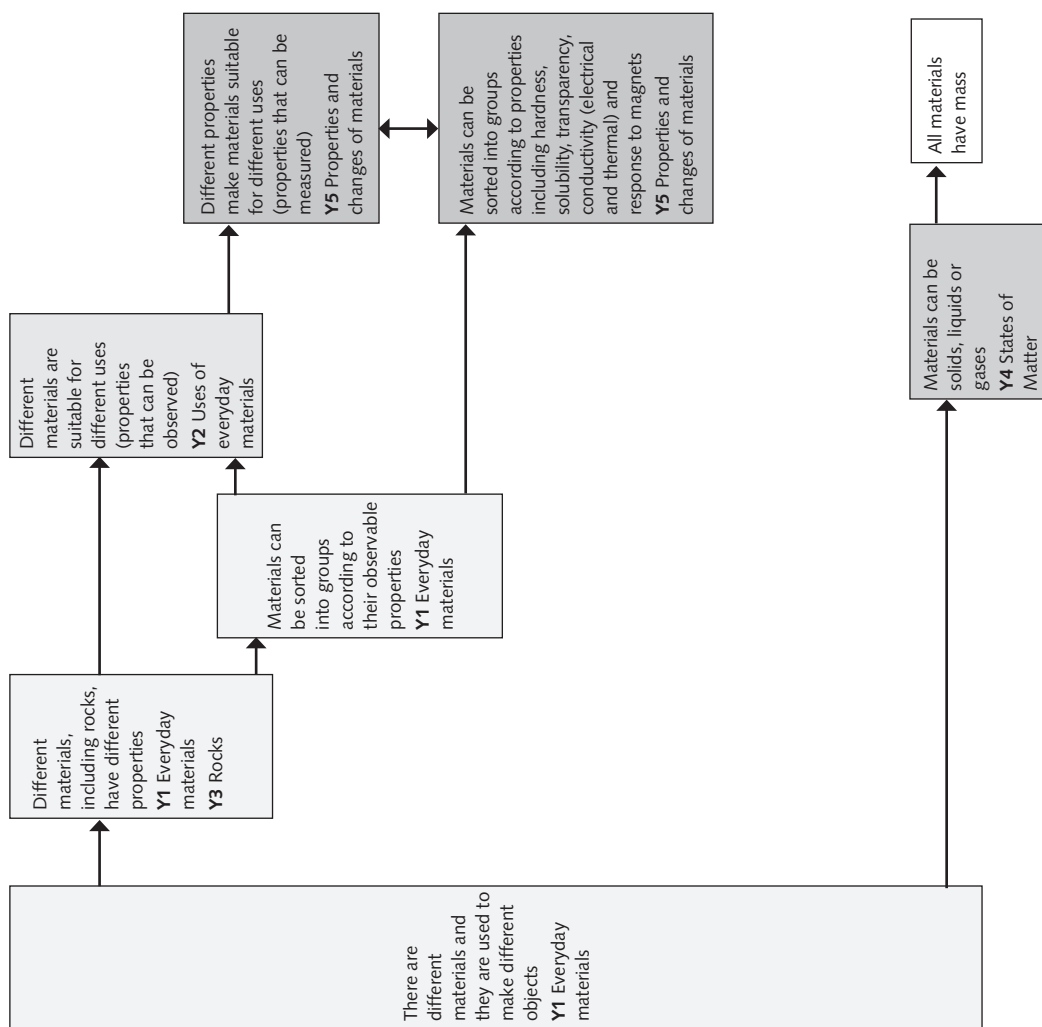 There are
different
materials and
they are used to
make different
objects
Y1 Everyday
materials
Different
materials,
including rocks,
have different
properties
Y1 Everyday
materials
Y3 Rocks
Materials can
be sorted
into groups
according to
their observable
properties
Y1 Everyday
materials
Different
materials are
suitable for
different uses
(properties
that can be
observed)
Y2 Uses of
everyday
materials
Different properties
make materials suitable
for different uses
(properties that can be
measured)
Y5 Properties and
changes of materials
Materials can be
sorted into groups
according to properties
including hardness,
solubility, transparency,
conductivity (electrical
and thermal) and
response to magnets
Y5 Properties and
changes of materials
Materials can be
solids, liquids or
gases
Y4 States of
Matter
All materials
have mass